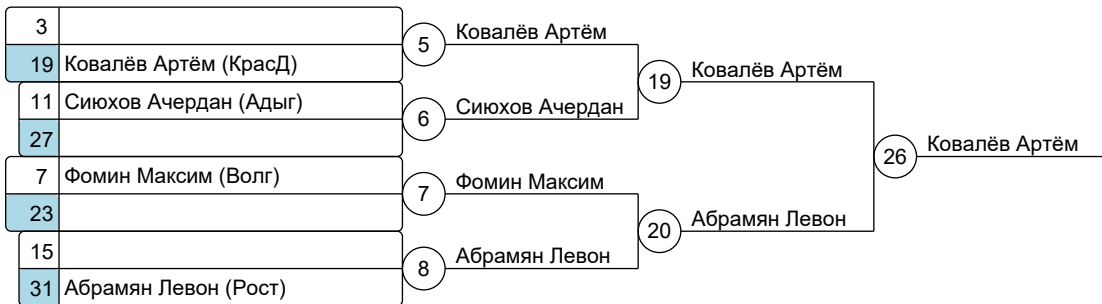 3
5
Ковалёв Артём
19 Ковалёв Артём (КрасД)
19
Ковалёв Артём
11 Сиюхов Ачердан (Адыг)
6
Сиюхов Ачердан
27
26
Ковалёв Артём
7 Фомин Максим (Волг)
7
Фомин Максим
23
20
Абрамян Левон
15
8
Абрамян Левон
31 Абрамян Левон (Рост)